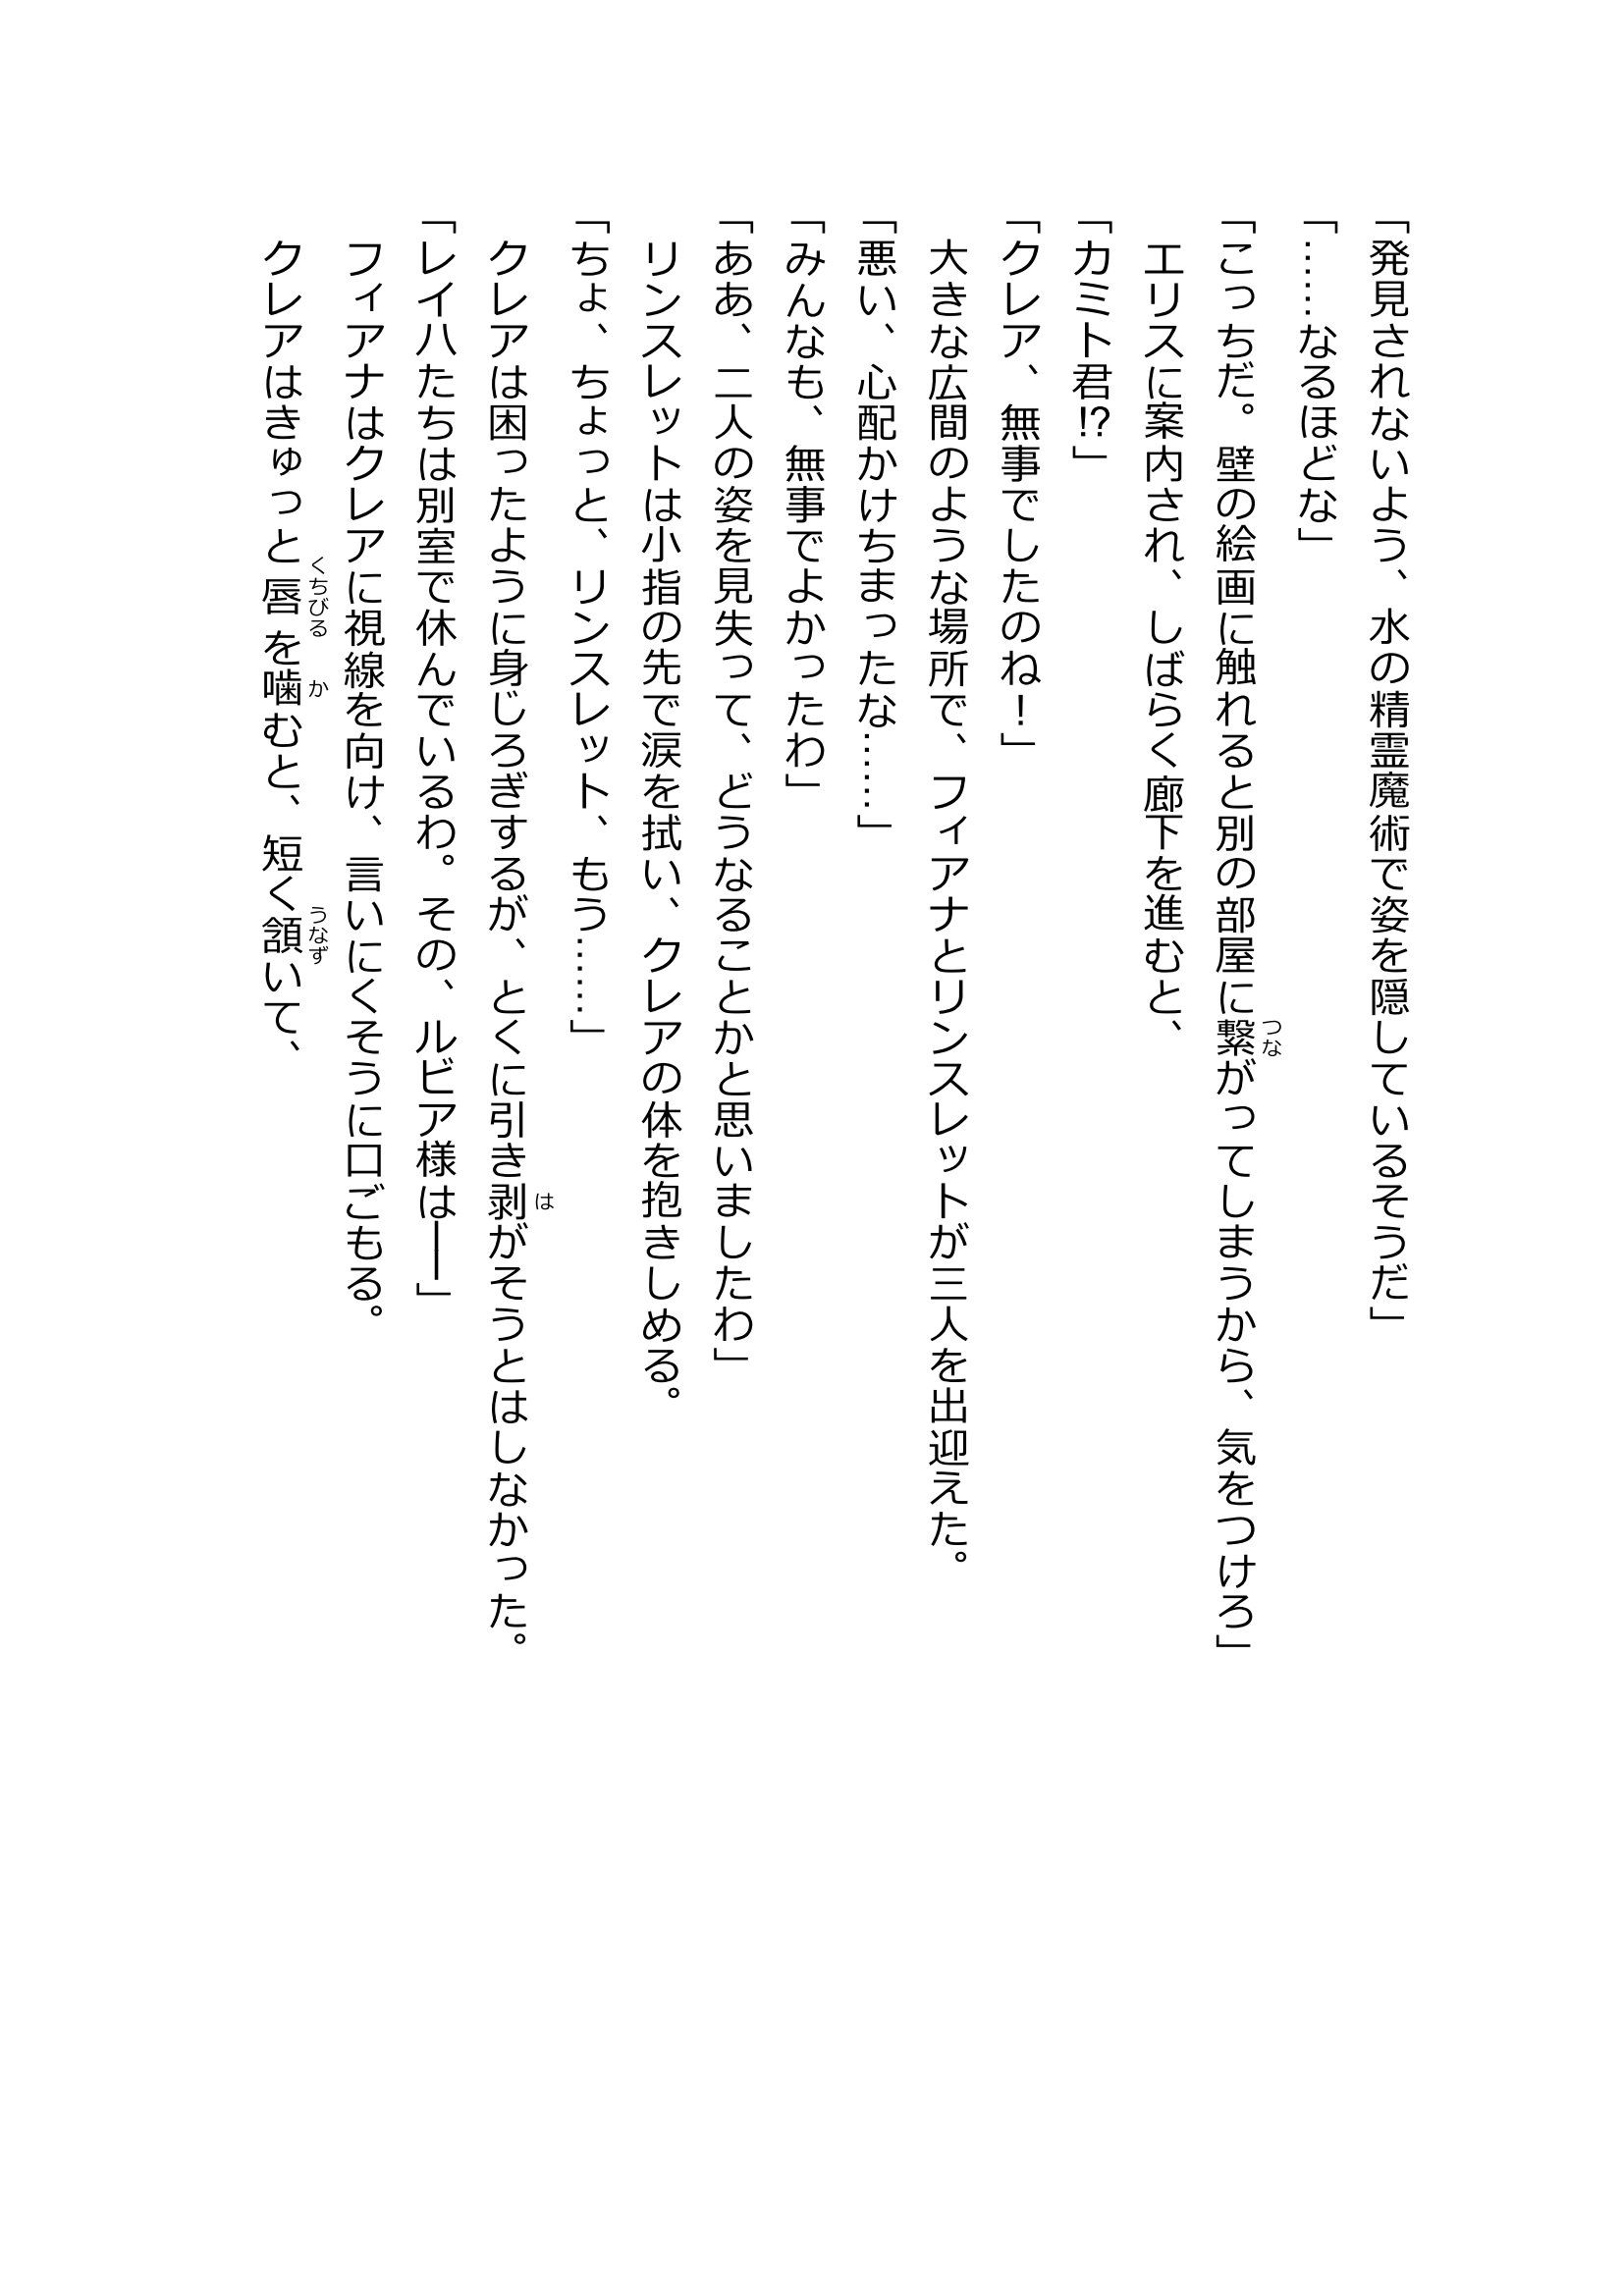 「発見されないよう、水の精霊魔術で姿を隠しているそうだ」
「……なるほどな」
「こっちだ。壁の絵画に触れると別の部屋に繋がってしまうから、気をつけろ」
　エリスに案内され、しばらく廊下を進むと、
「カミト君!?」
「クレア、無事でしたのね！」
　大きな広間のような場所で、フィアナとリンスレットが三人を出迎えた。
「悪い、心配かけちまったな……」
「みんなも、無事でよかったわ」
「ああ、二人の姿を見失って、どうなることかと思いましたわ」
　リンスレットは小指の先で涙を拭い、クレアの体を抱きしめる。
「ちょ、ちょっと、リンスレット、もう……」
　クレアは困ったように身じろぎするが、とくに引き剥がそうとはしなかった。
「レイハたちは別室で休んでいるわ。その、ルビア様は──」
　フィアナはクレアに視線を向け、言いにくそうに口ごもる。
　クレアはきゅっと唇を噛むと、短く頷いて、